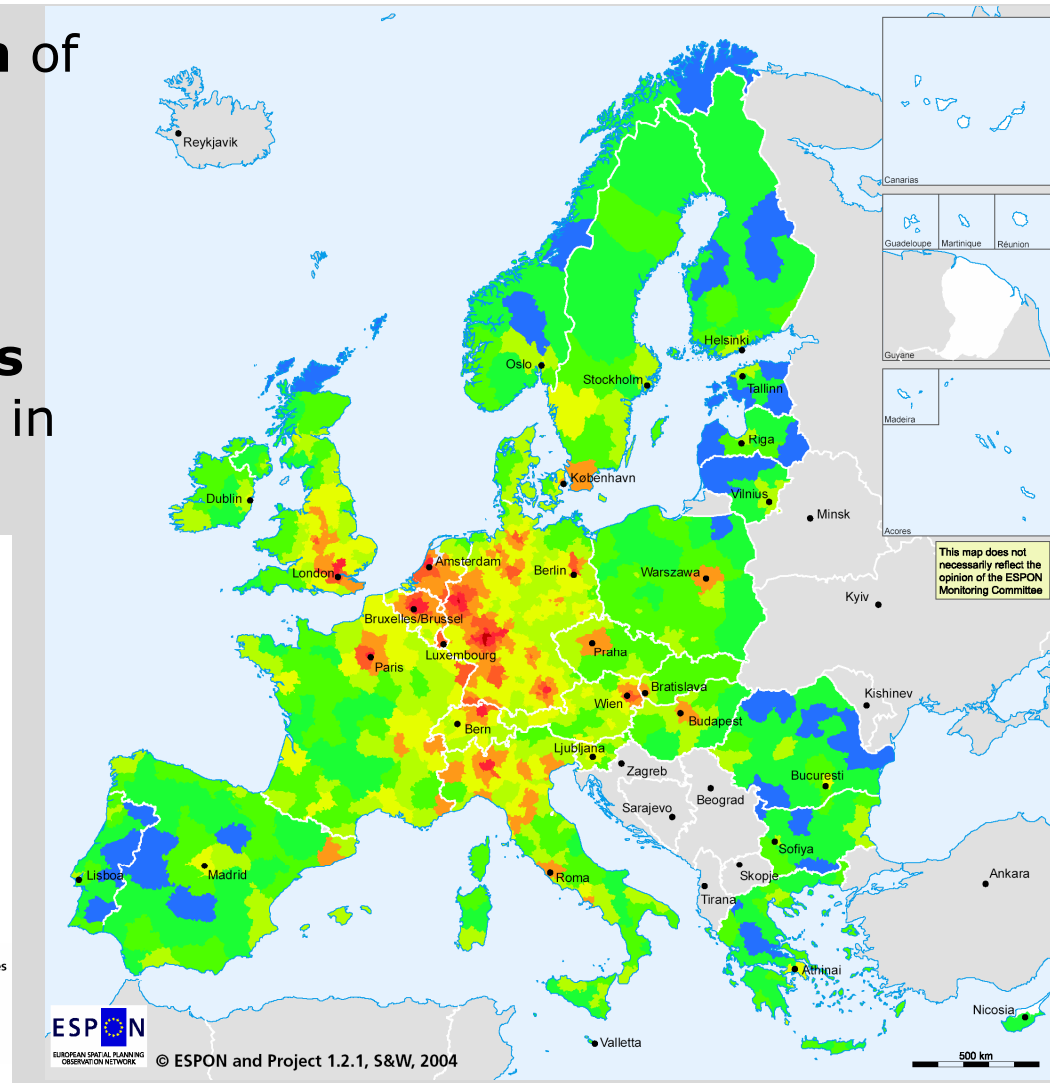 n of
s
in
es
Reykjavik
Oslo
Stockholm
Helsinki
Tallinn
Riga
København
Vilnius
Minsk
Dublin
London
Amsterdam
Berlin
Warszawa
Kyiv
Bruxelles/Brussel
Luxembourg
Paris
Praha
Kishinev
Bratislava
Wien
Budapest
Bern
Ljubljana
Zagreb
Bucuresti
Beograd
Sarajevo
Sofiya
Skopje
Tirana
Ankara
Lisboa
Madrid
Roma
Athinai
Nicosia
Valletta
Canarias
Guadeloupe
Martinique
Réunion
Guyane
Madeira
Acores
This map does not
necessarily reflect the
opinion of the ESPON
Monitoring Committee
ESPON
EUROPEAN SPATIAL PLANNING
OBSERVATION NETWORK
© ESPON and Project 1.2.1, S&W, 2004
500 km